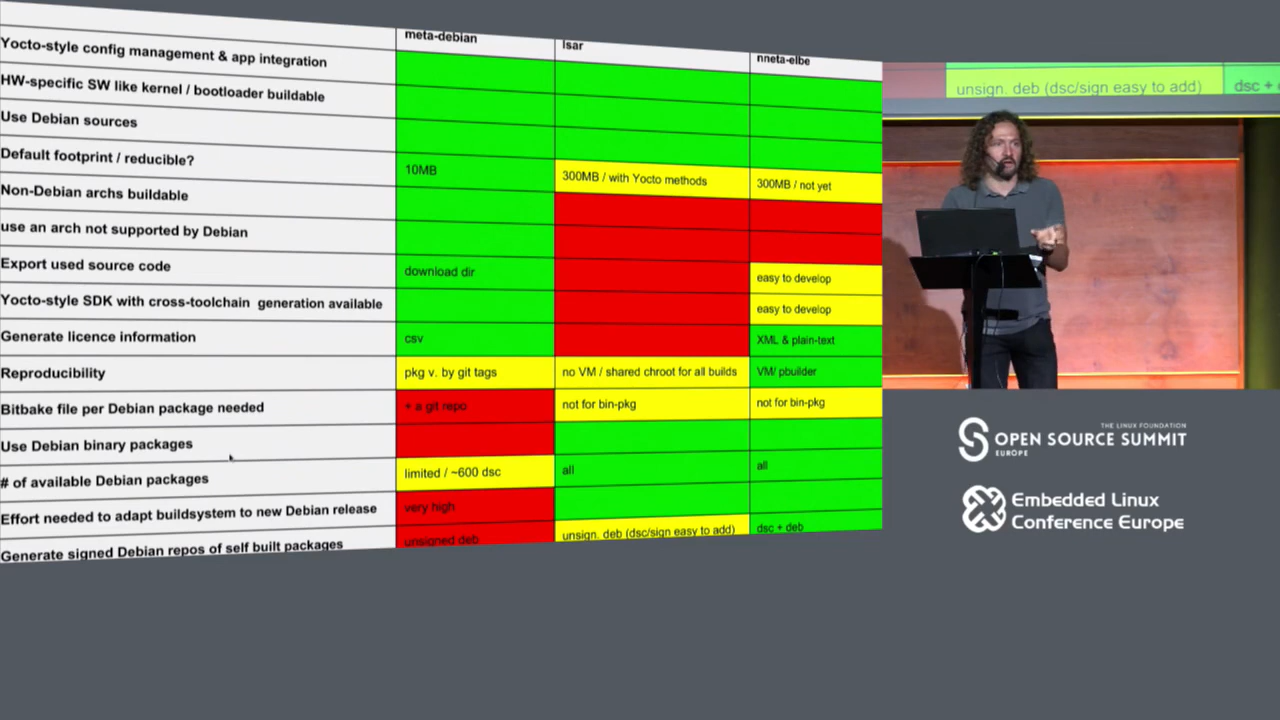 meta-debian Isar nneta-elbe
Yocto-style config management & app integration
HW-specific SW like kernel / bootloader buildable
Use Debian sources
Default footprint / reducible? 10MB 300MB / with Yocto methods 300MB / not yet
Non-Debian archs buildable
use an arch not supported by Debian
Export used source code download dir easy to develop
Yocto-style SDK with cross-toolchain generation available easy to develop
Generate licence information csv XML & plain-text
Reproducibility pkg v. by git tags no VM / shared chroot for all builds VM/ pbuilder
Bitbake file per Debian package needed + a git repo not for bin-pkg not for bin-pkg
Use Debian binary packages
# of available Debian packages limited / ~600 dsc all all
Effort needed to adapt buildsystem to new Debian release very high
Generate signed Debian repos of self built packages unsigned deb unsign. deb (dsc/sign easy to add) dsc + deb
unsign. deb (dsc/sign easy to add) dsc +
THE LINUX FOUNDATION
OPEN SOURCE SUMMIT
EUROPE
Embedded Linux
Conference Europe